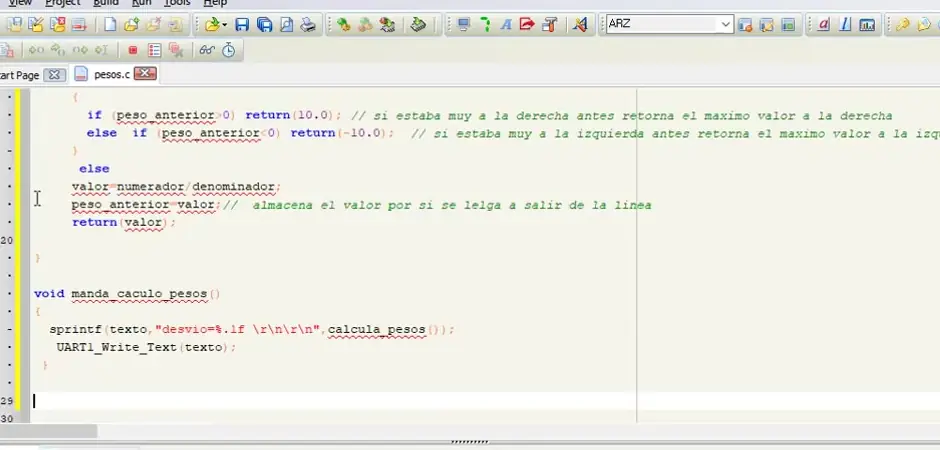 View Project Build Run Tools Help
ARZ
art Page pesos.c
{
if (peso_anterior>0) return(10.0); // si estaba muy a la derecha antes retorna el maximo valor a la derecha
else if (peso_anterior<0) return(-10.0); // si estaba muy a la izquierda antes retorna el maximo valor a la izq
}
else
valor=numerador/denominador;
peso_anterior=valor;// almacena el valor por si se lelga a salir de la linea
return(valor);
20
}
void manda_caculo_pesos()
{
sprintf(texto,"desvio=%.1f \r\n\r\n",calcula_pesos());
UART1_Write_Text(texto);
}
29
30